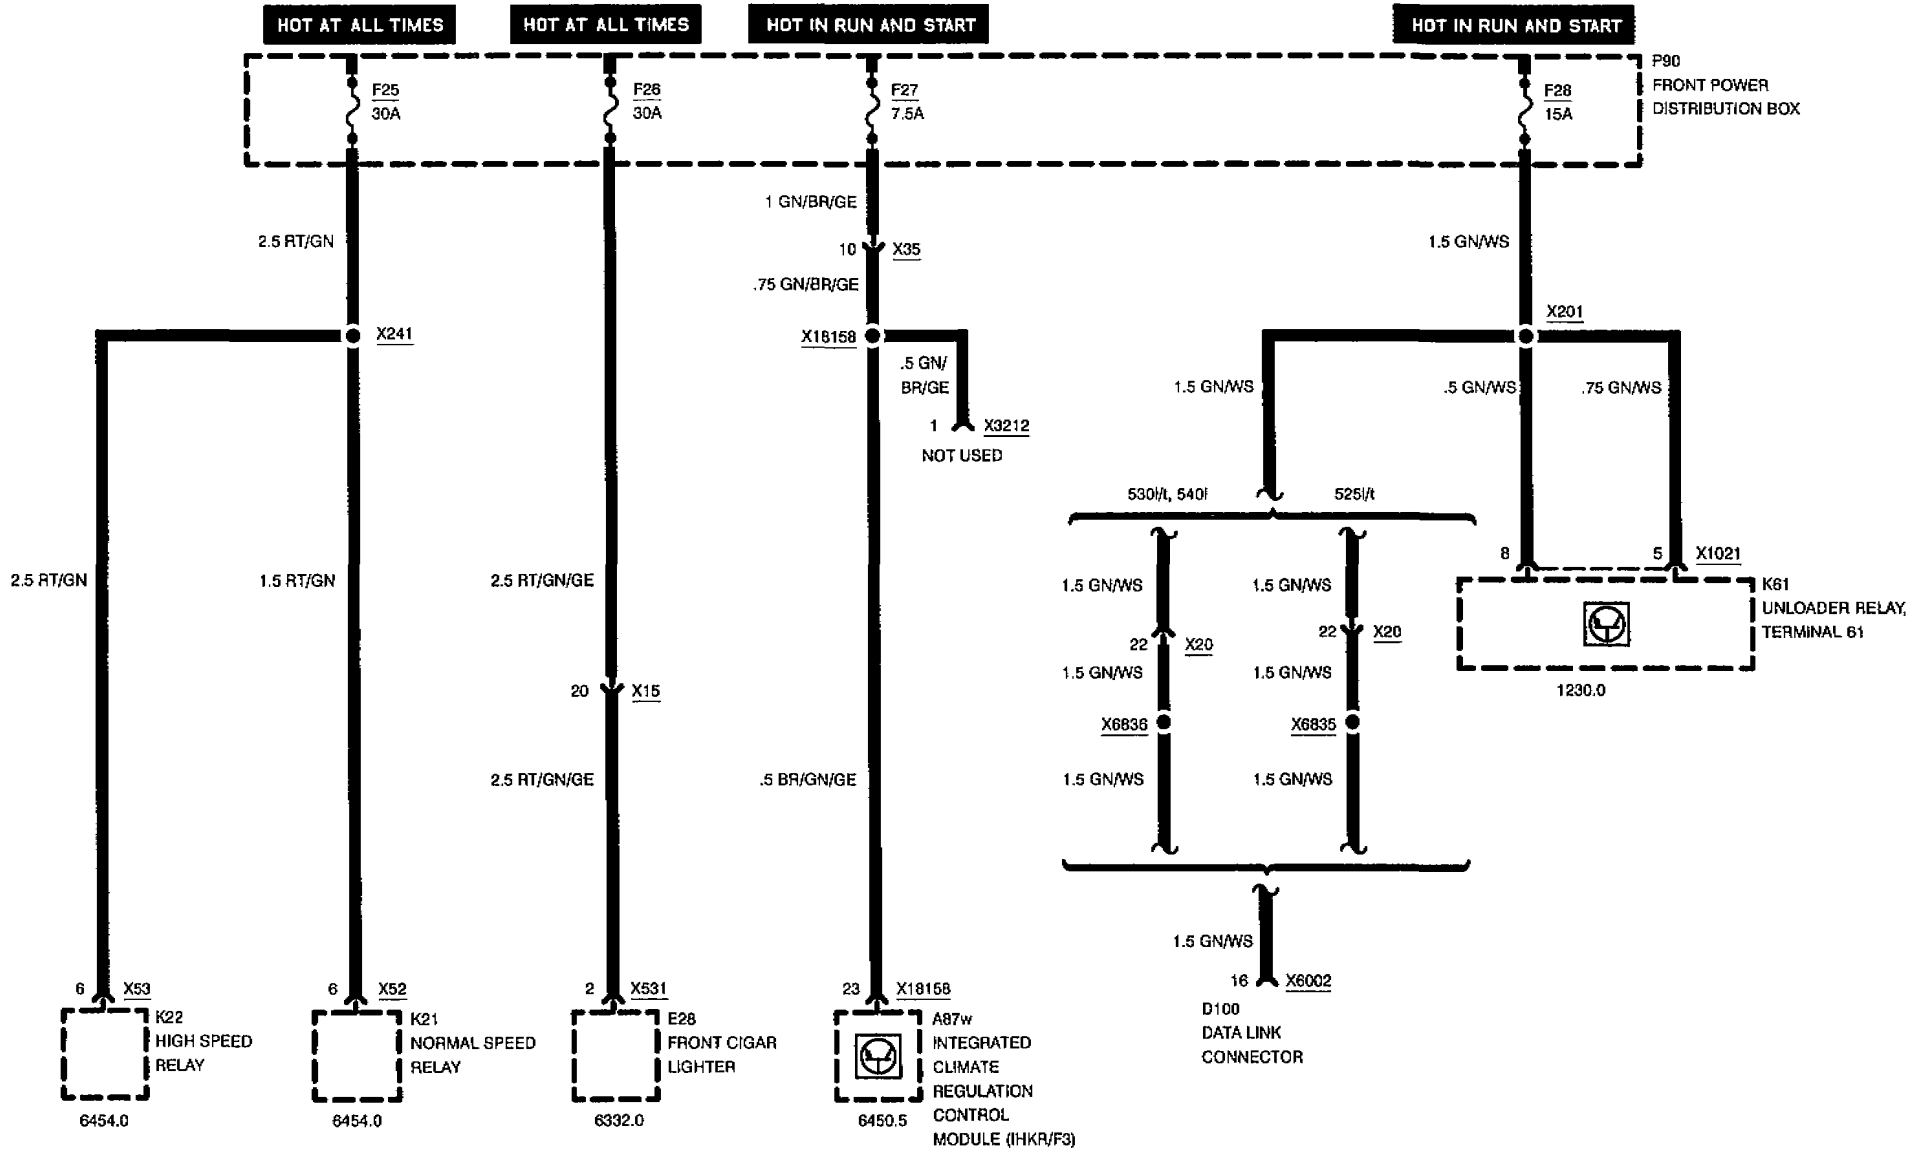 HOT AT ALL TIMES
HOT AT ALL TIMES
HOT IN RUN AND START
HOT IN RUN AND START
P90
FRONT POWER
DISTRIBUTION BOX
F25
30A
F26
30A
F27
7.5A
F28
15A
1 GN/BR/GE
2.5 RT/GN
10
X35
1.5 GN/WS
.75 GN/BR/GE
X241
X18158
X201
.5 GN/
BR/GE
1.5 GN/WS
.5 GN/WS
.75 GN/WS
1
X3212
NOT USED
530i/t, 540i
525i/t
8
5
X1021
2.5 RT/GN
1.5 RT/GN
2.5 RT/GN/GE
1.5 GN/WS
1.5 GN/WS
K61
UNLOADER RELAY,
TERMINAL 61
22
X20
22
X20
1.5 GN/WS
1.5 GN/WS
1230.0
20
X15
X6836
X6835
2.5 RT/GN/GE
.5 BR/GN/GE
1.5 GN/WS
1.5 GN/WS
1.5 GN/WS
16
X6002
D100
DATA LINK
CONNECTOR
6
X53
K22
HIGH SPEED
RELAY
6454.0
6
X52
K21
NORMAL SPEED
RELAY
6454.0
2
X531
E28
FRONT CIGAR
LIGHTER
6332.0
23
X18158
A87w
INTEGRATED
CLIMATE
REGULATION
CONTROL
MODULE (IHKR/F3)
6450.5